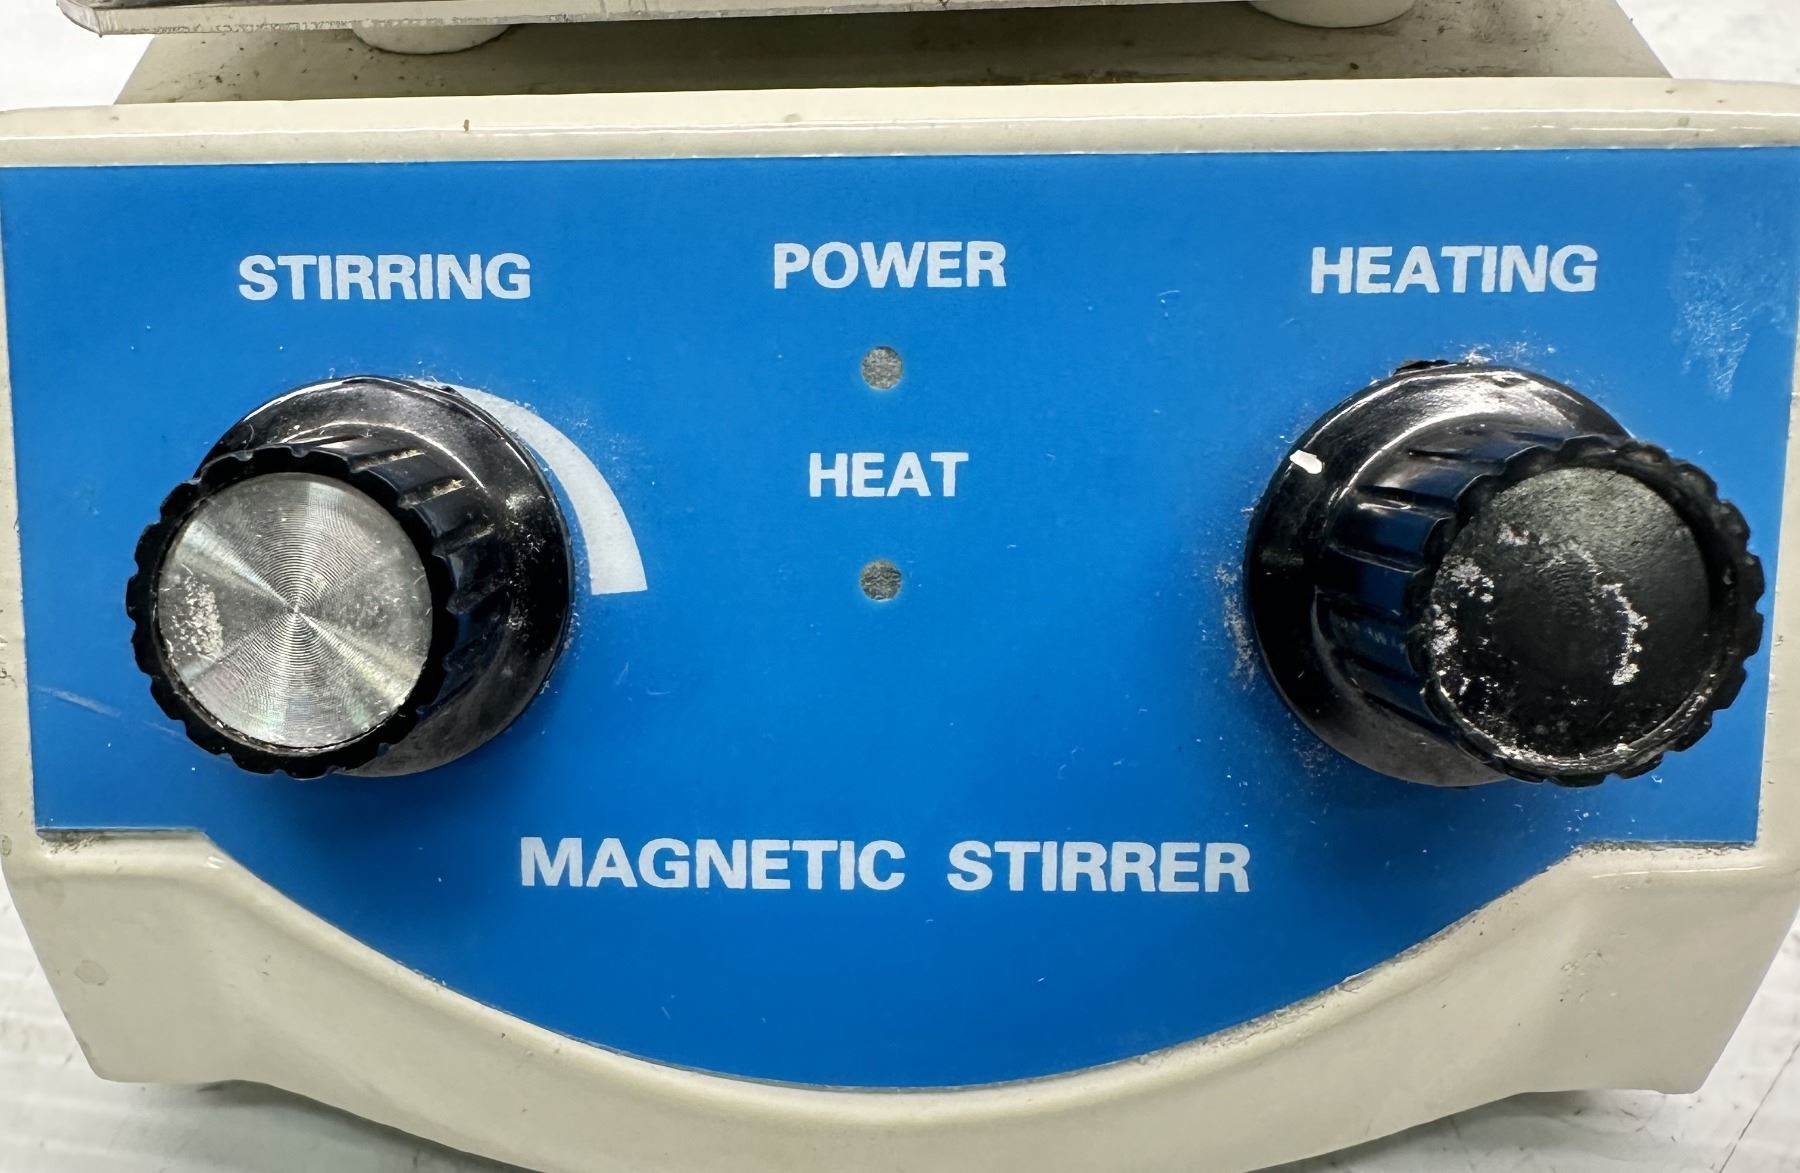 STIRRING
POWER
HEATING
HEAT
MAGNETIC STIRRER